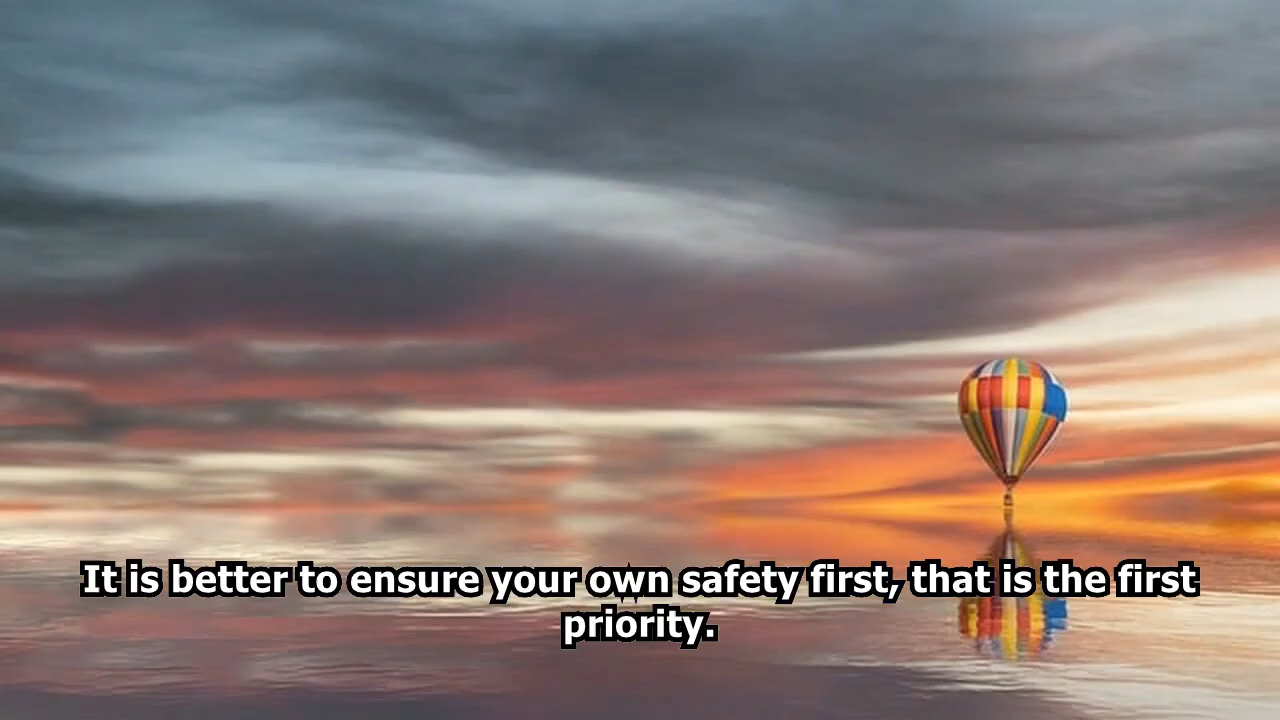 It is better to ensure your own safety first, that is the first
priority.